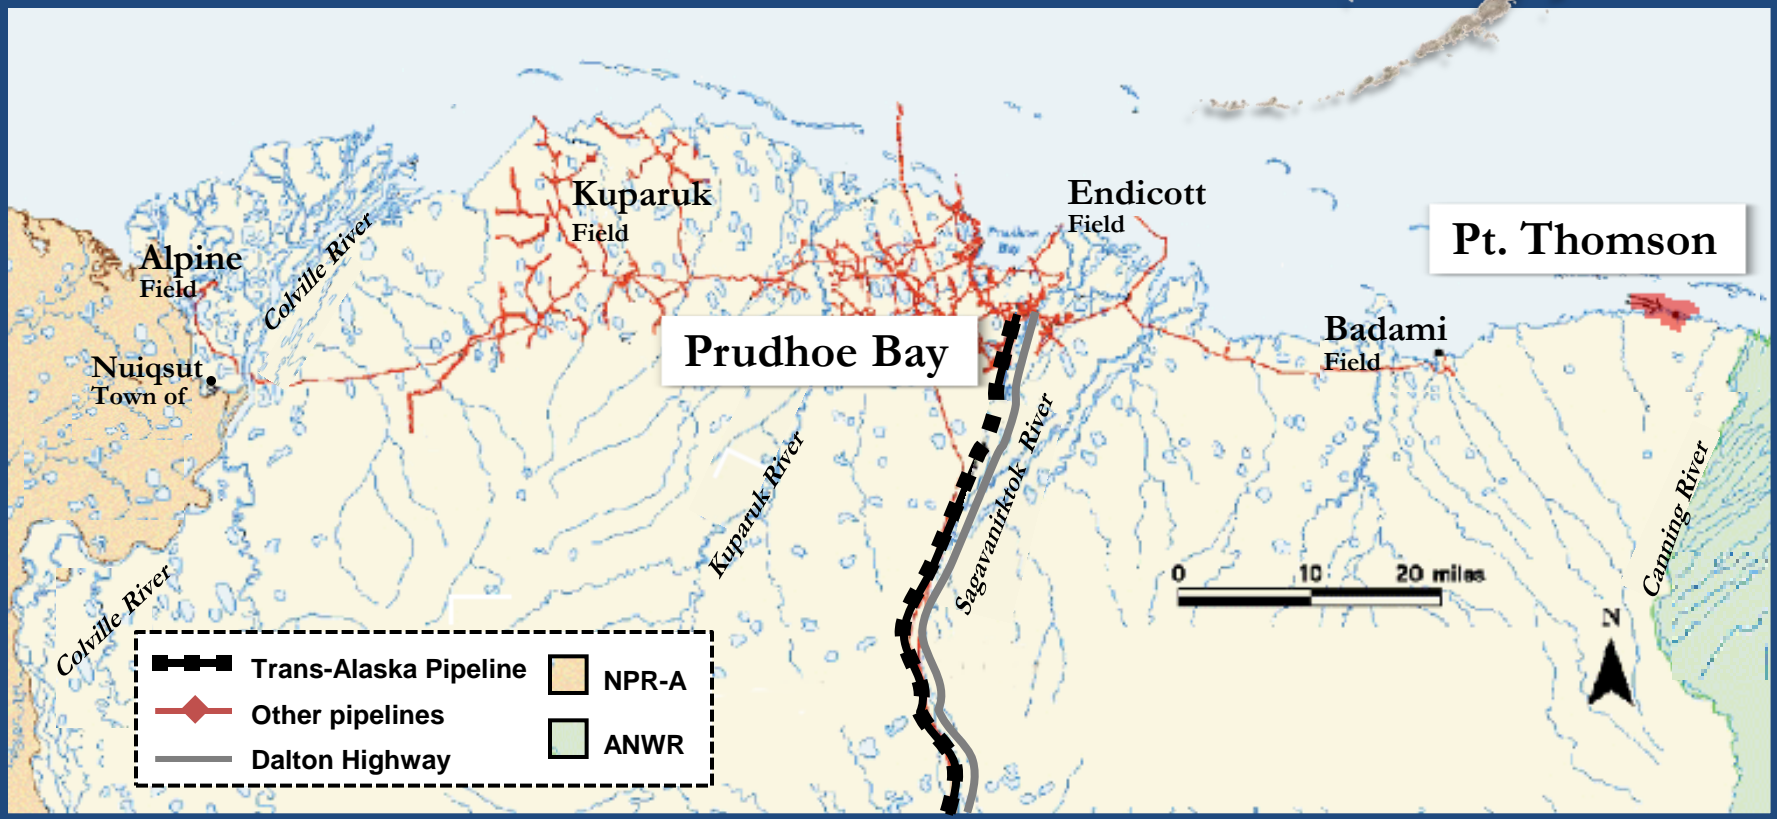 Kuparuk
Field
Endicott
Field
Pt. Thomson
Alpine
Field
Colville River
Prudhoe
Bay
Prudhoe Bay
Badami
Field
Nuiqsut
Town of
Kuparuk River
Sagavanirktok River
Canning River
0 10 20 miles
N
Colville River
Trans-Alaska Pipeline
Other pipelines
Dalton Highway
NPR-A
ANWR